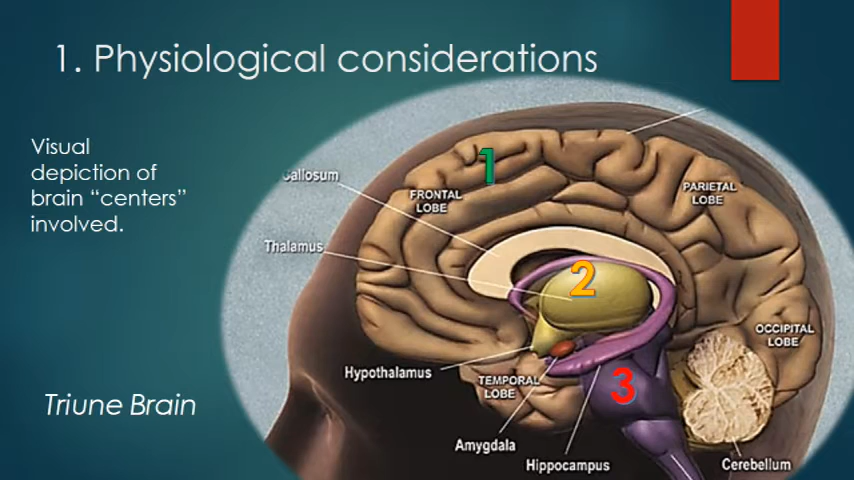 1. Physiological considerations
Visual
depiction of
brain “centers”
involved.
1
Callosum
FRONTAL
LOBE
PARIETAL
LOBE
Thalamus
2
OCCIPITAL
LOBE
Hypothalamus
TEMPORAL
LOBE
3
Triune Brain
Amygdala
Hippocampus
Cerebellum